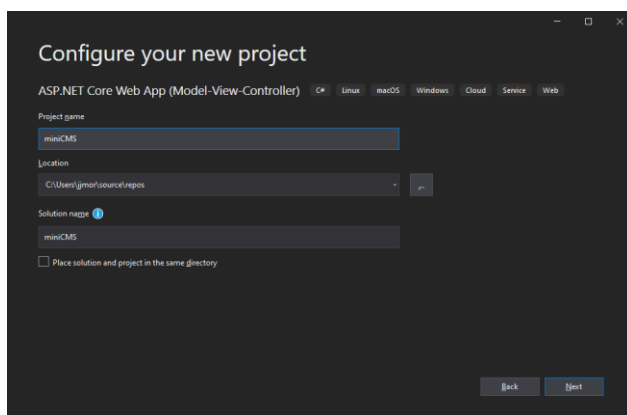 Configure your new project
ASP.NET Core Web App (Model-View-Controller) C# Linux macOS Windows Cloud Service Web
Project name
miniCMS
Location
C:\Users\jjmor\source\repos
...
Solution name
miniCMS
Place solution and project in the same directory
Back Next